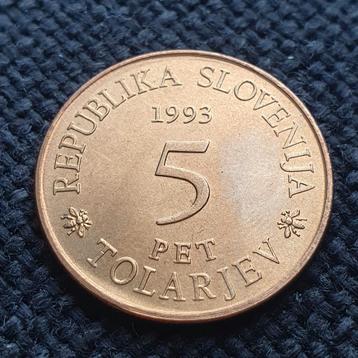 REPUBLIKA SLOVENIJA
1993
5
PET
TOLARJEV